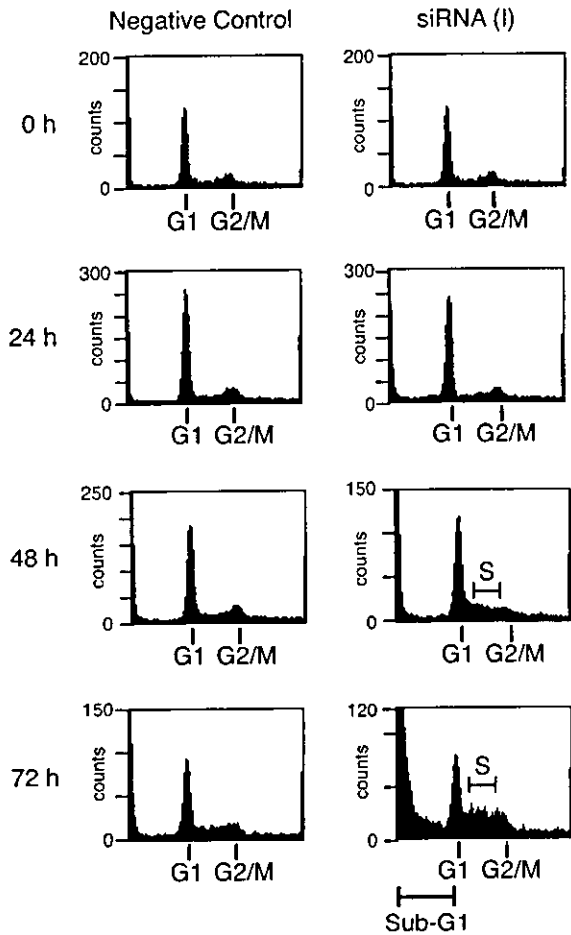 Negative Control siRNA (I)
0 h
200
counts
0
G1 G2/M
200
counts
0
G1 G2/M
24 h
300
counts
0
G1 G2/M
300
counts
0
G1 G2/M
48 h
250
counts
0
G1 G2/M
150
counts
0
S
G1 G2/M
72 h
150
counts
0
G1 G2/M
120
counts
0
S
G1 G2/M
Sub-G1